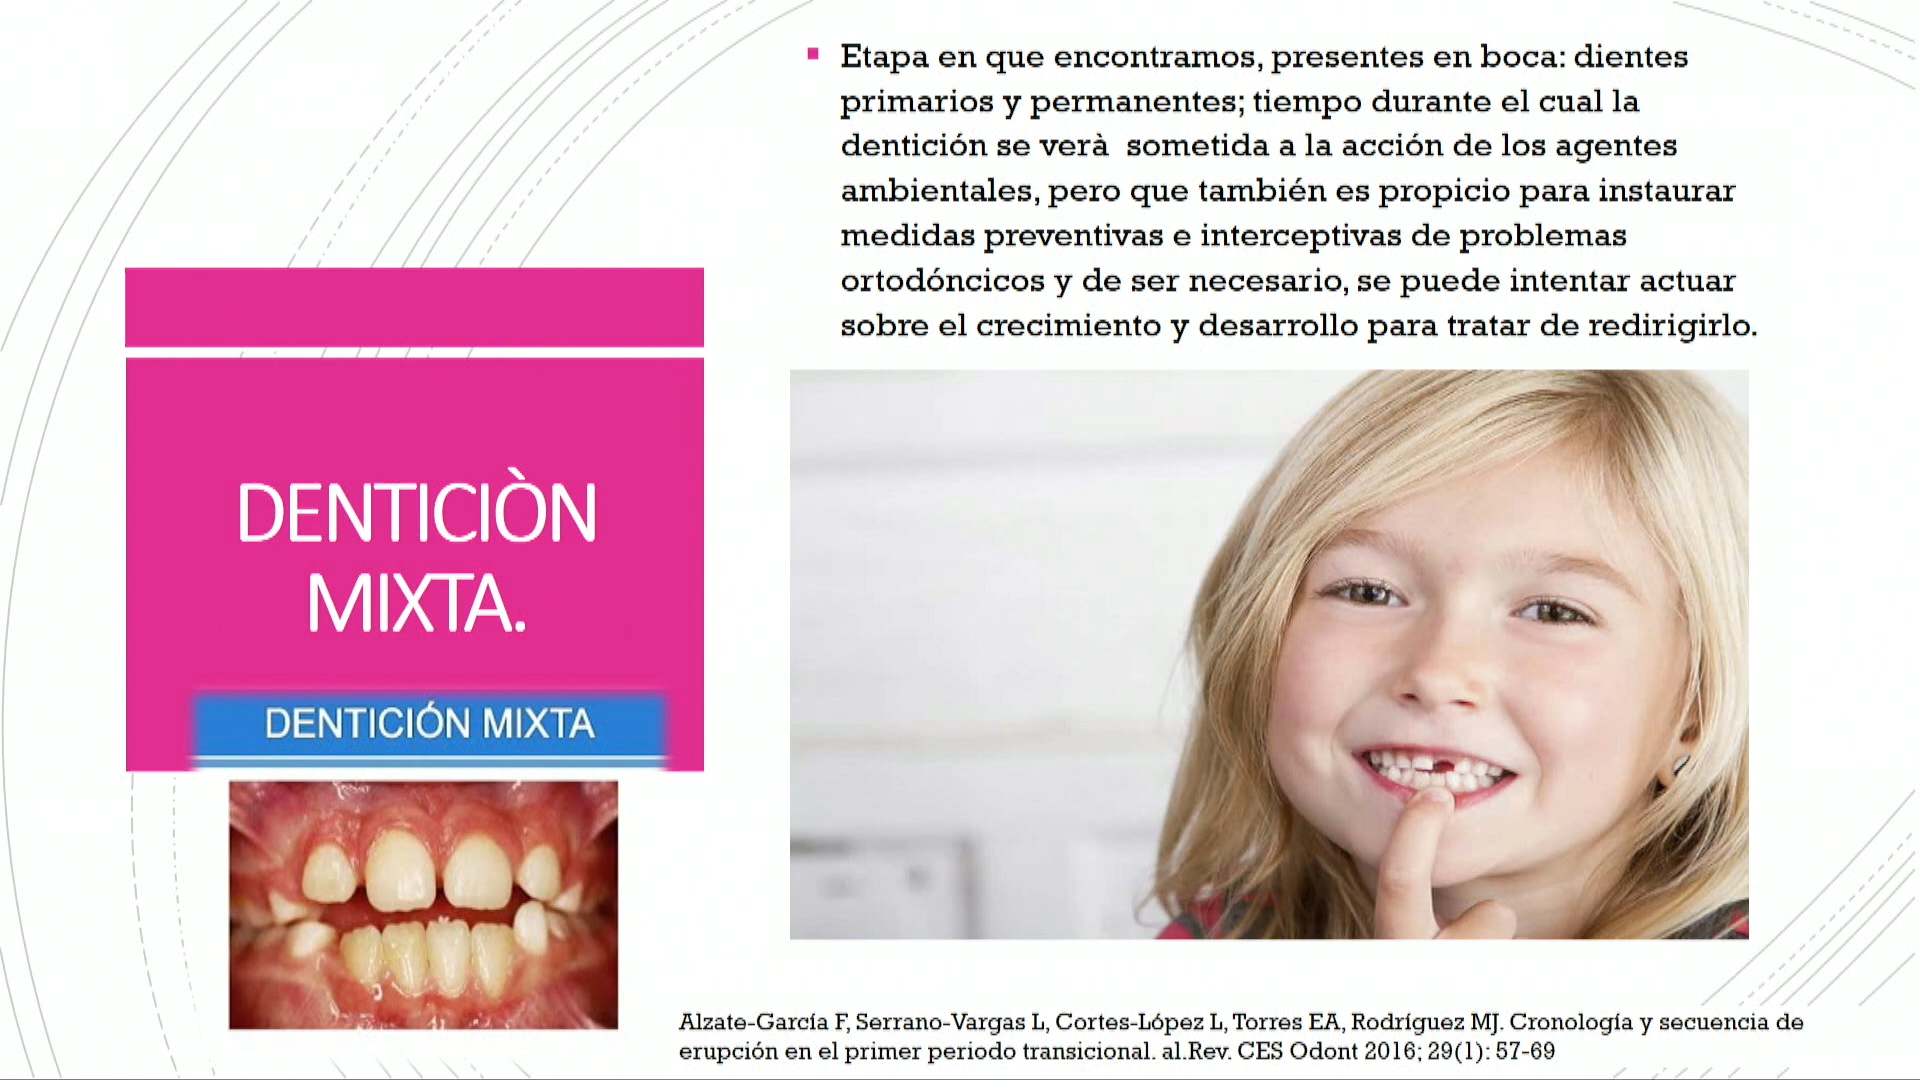 Etapa en que encontramos, presentes en boca: dientes
primarios y permanentes; tiempo durante el cual la
dentición se verà sometida a la acción de los agentes
ambientales, pero que también es propicio para instaurar
medidas preventivas e interceptivas de problemas
ortodóncicos y de ser necesario, se puede intentar actuar
sobre el crecimiento y desarrollo para tratar de redirigirlo.
DENTICIÒN
MIXTA.
DENTICIÓN MIXTA
Alzate-García F, Serrano-Vargas L, Cortes-López L, Torres EA, Rodríguez MJ. Cronología y secuencia de
erupción en el primer periodo transicional. al.Rev. CES Odont 2016; 29(1): 57-69